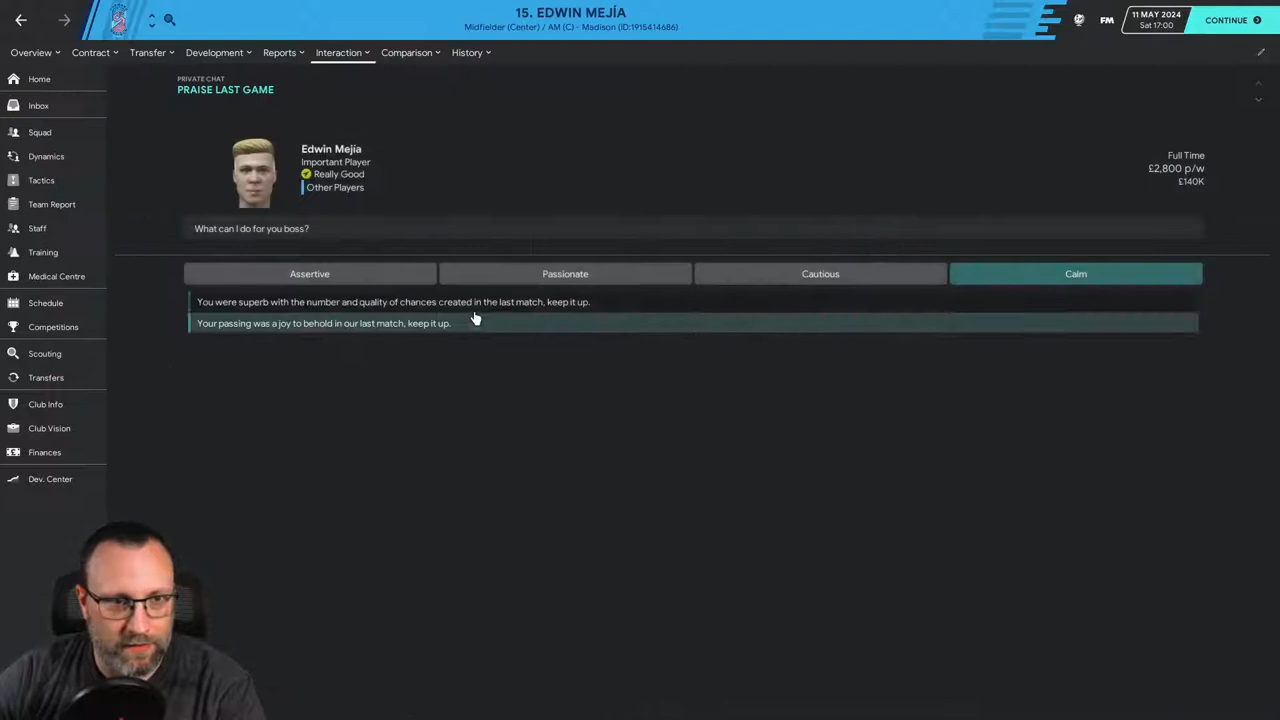 15. EDWIN MEJÍA
Midfielder (Center) / AM (C) - Madison (ID:1915414686)
FM
11 MAY 2024
Sat 17:00
CONTINUE
Overview
Contract
Transfer
Development
Reports
Interaction
Comparison
History
Home
Inbox
Squad
Dynamics
Tactics
Team Report
Staff
Training
Medical Centre
Schedule
Competitions
Scouting
Transfers
Club Info
Club Vision
Finances
Dev. Center
PRIVATE CHAT
PRAISE LAST GAME
Edwin Mejía
Important Player
Really Good
Other Players
Full Time
£2,800 p/w
£140K
What can I do for you boss?
Assertive
Passionate
Cautious
Calm
You were superb with the number and quality of chances created in the last match, keep it up.
Your passing was a joy to behold in our last match, keep it up.